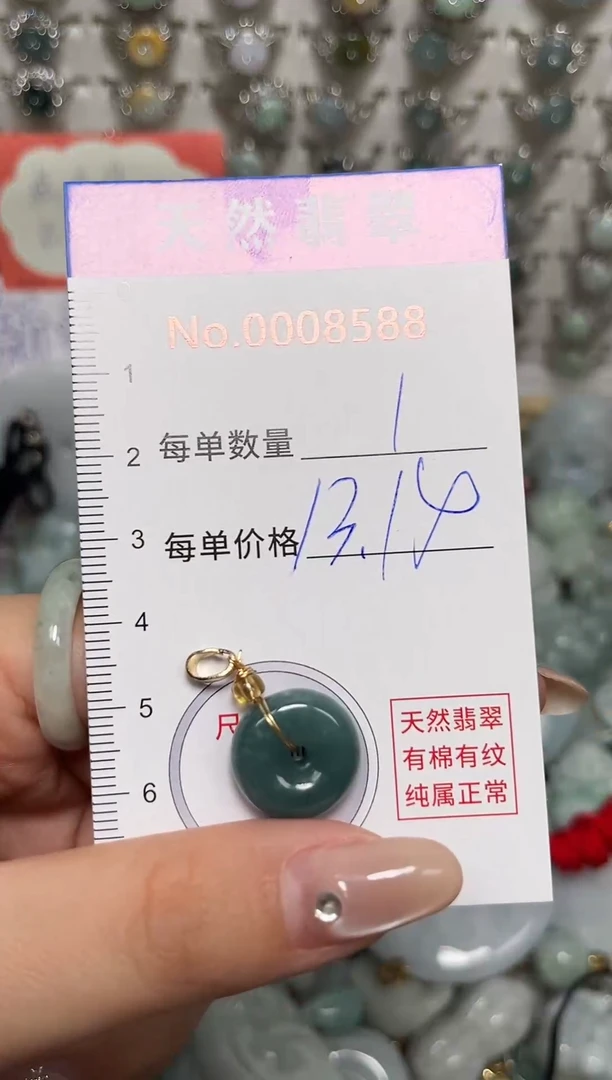 天然翡翠
No.0008588
1
2 每单数量 1
3 每单价格 13.14
4
5
尺
6
天然翡翠
有棉有纹
纯属正常